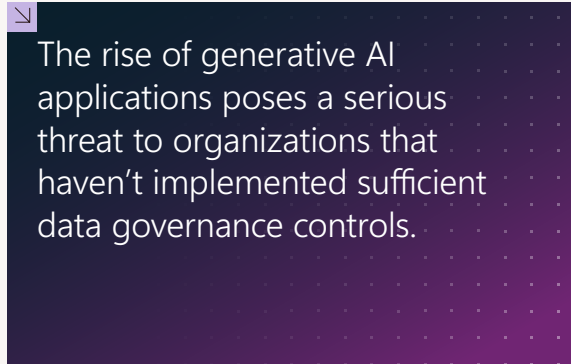 The rise of generative AI
applications poses a serious
threat to organizations that
haven’t implemented sufficient
data governance controls.